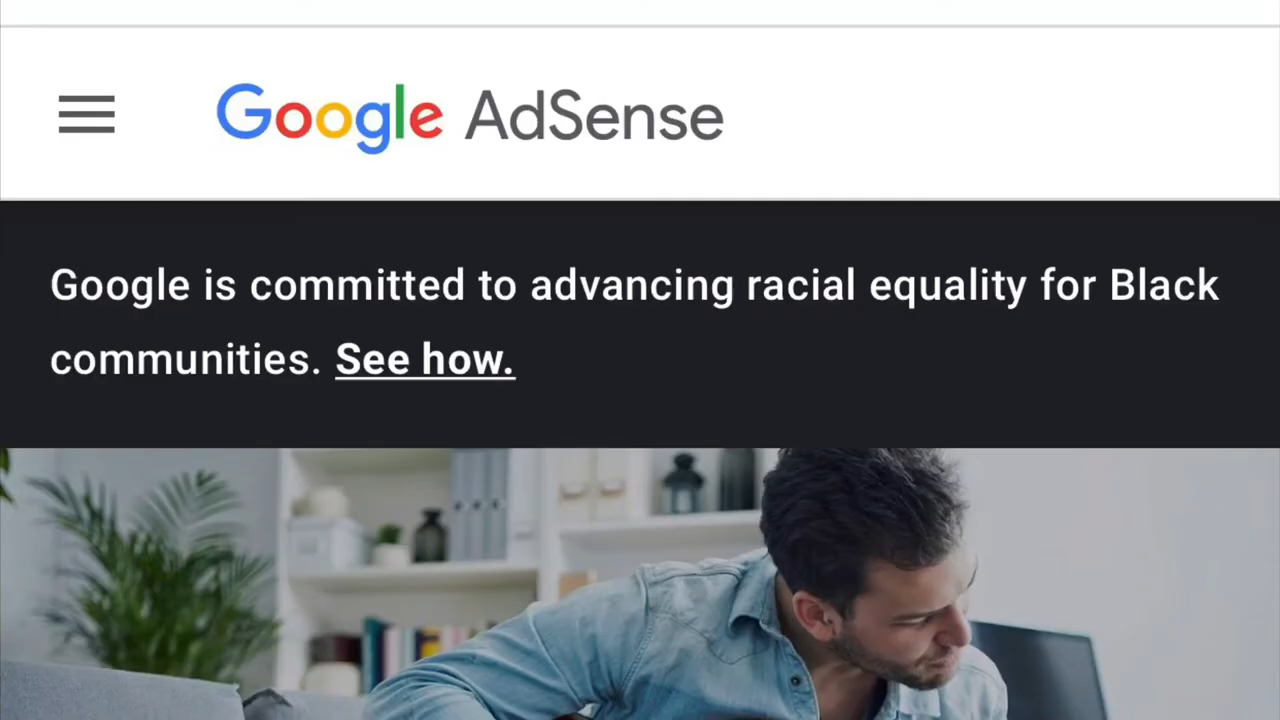 Google AdSense
Google is committed to advancing racial equality for Black
communities. See how.